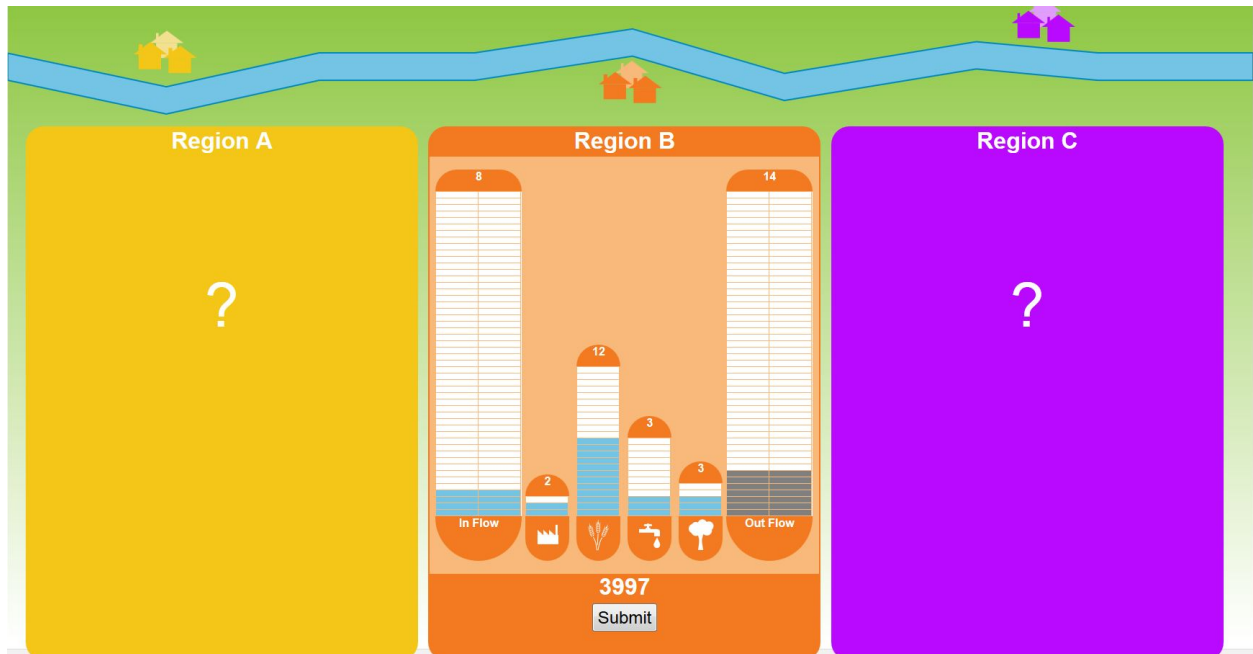 Region A
?
Region B
8
14
12
3
3
2
In Flow
Out Flow
3997
Submit
Region C
?